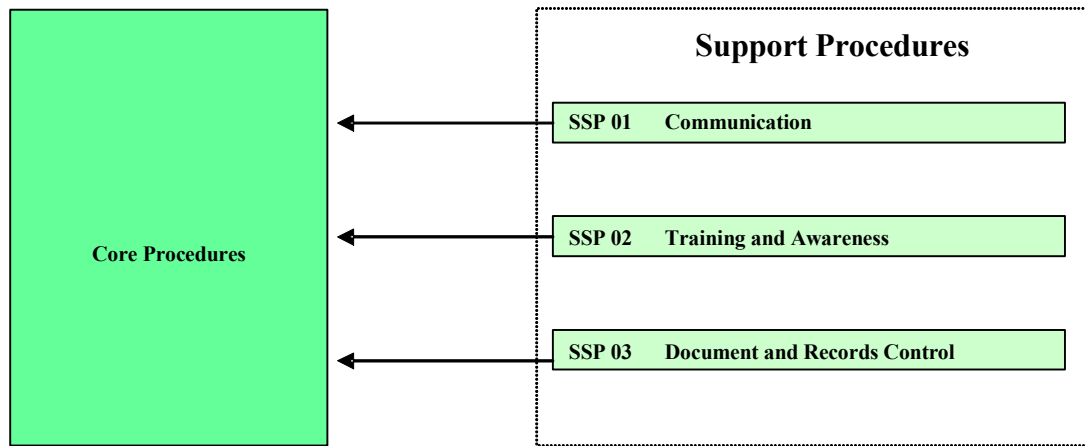 Support Procedures
SSP 01 Communication
SSP 02 Training and Awareness
Core Procedures
SSP 03 Document and Records Control